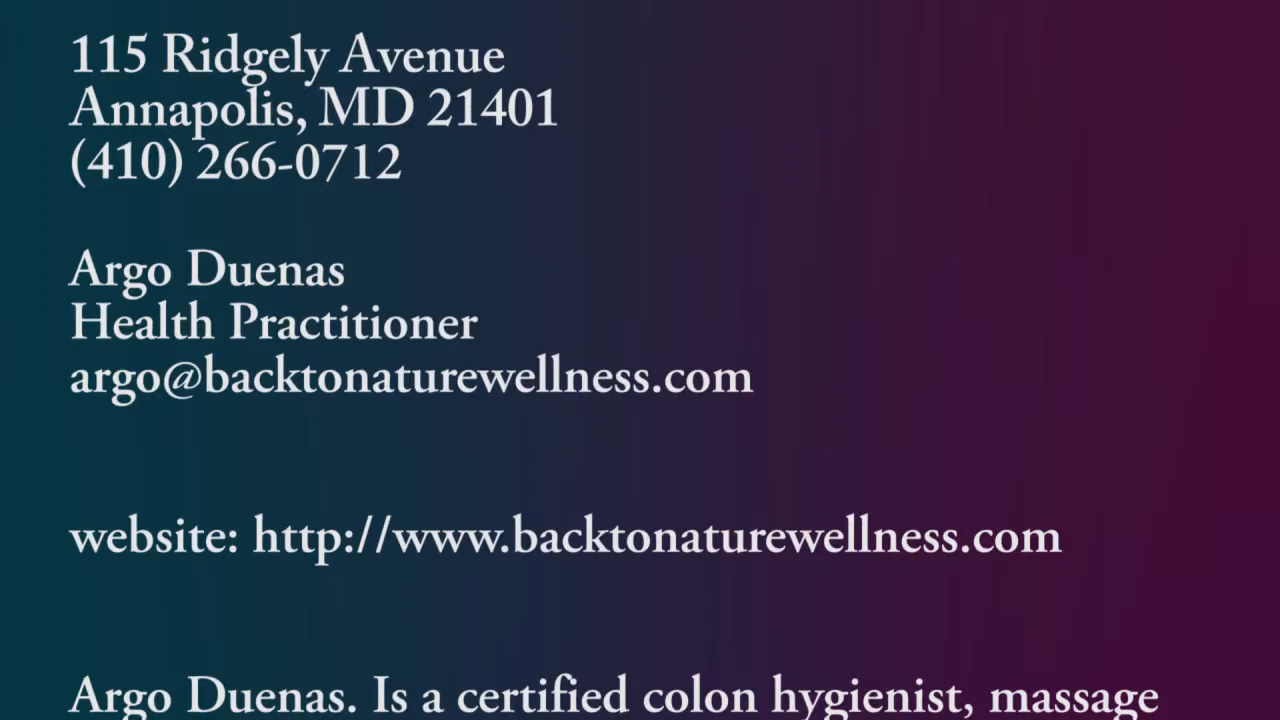 115 Ridgely Avenue
Annapolis, MD 21401
(410) 266-0712
Argo Duenas
Health Practitioner
argo@backtonaturewellness.com
website: http://www.backtonaturewellness.com
Argo Duenas. Is a certified colon hygienist, massage